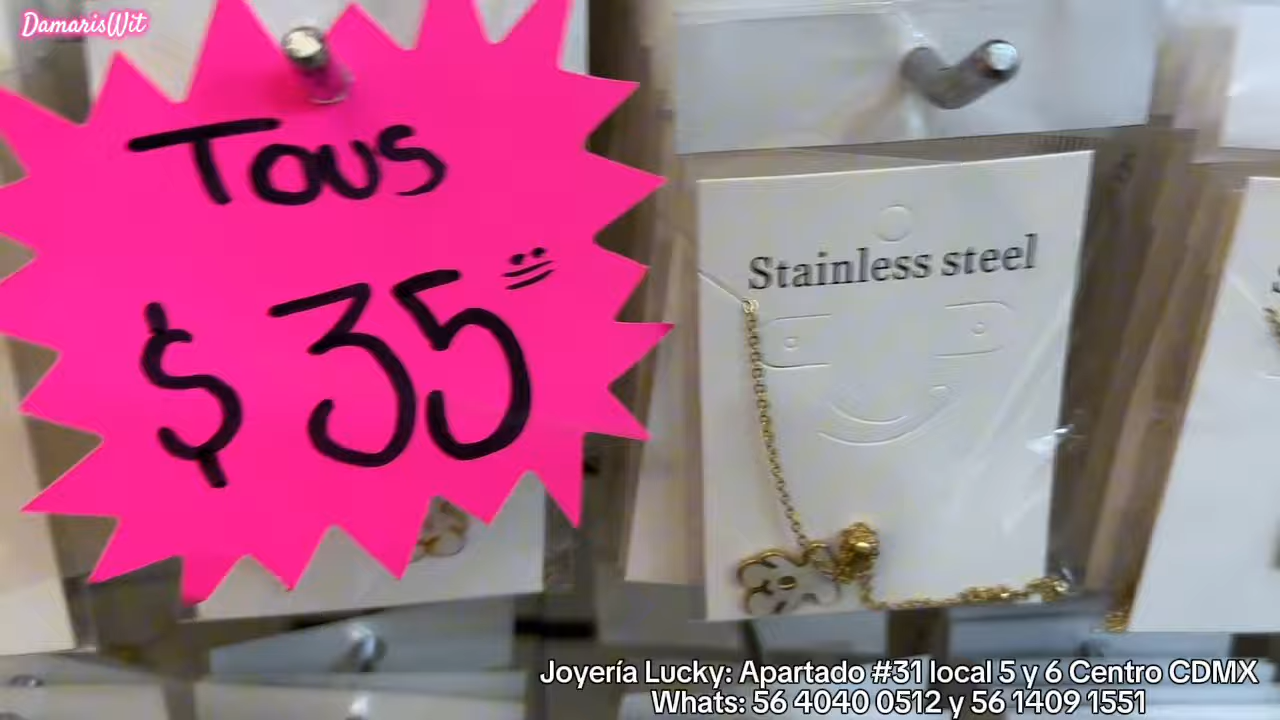 DamarisWit
Tous
$ 35
Stainless steel
Joyería Lucky: Apartado #31 local 5 y 6 Centro CDMX
Whats: 56 4040 0512 y 56 1409 1551